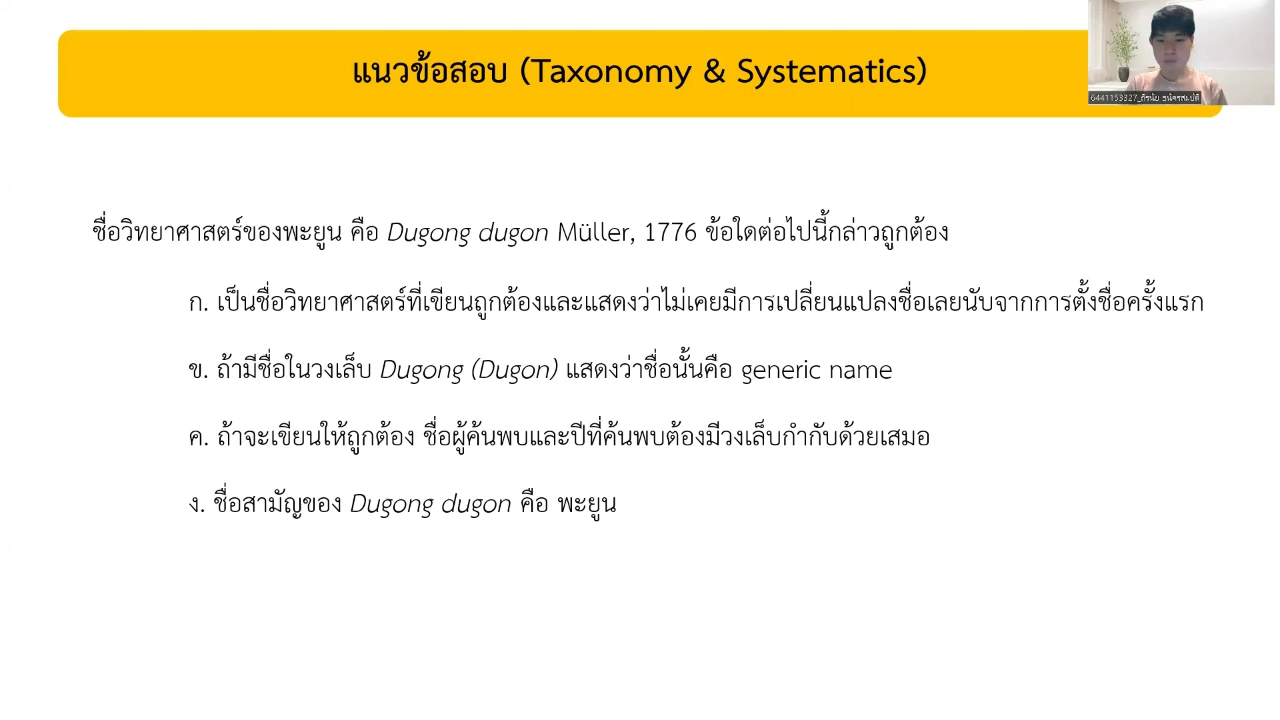 แนวข้อสอบ (Taxonomy & Systematics)
6441153327_
ชื่อวิทยาศาสตร์ของพะยูน คือ Dugong dugon Müller, 1776 ข้อใดต่อไปนี้กล่าวถูกต้อง
ก. เป็นชื่อวิทยาศาสตร์ที่เขียนถูกต้องและแสดงว่าไม่เคยมีการเปลี่ยนแปลงชื่อเลยนับจากการตั้งชื่อครั้งแรก
ข. ถ้ามีชื่อในวงเล็บ Dugong (Dugon) แสดงว่าชื่อนั้นคือ generic name
ค. ถ้าจะเขียนให้ถูกต้อง ชื่อผู้ค้นพบและปีที่ค้นพบต้องมีวงเล็บกำกับด้วยเสมอ
ง. ชื่อสามัญของ Dugong dugon คือ พะยูน